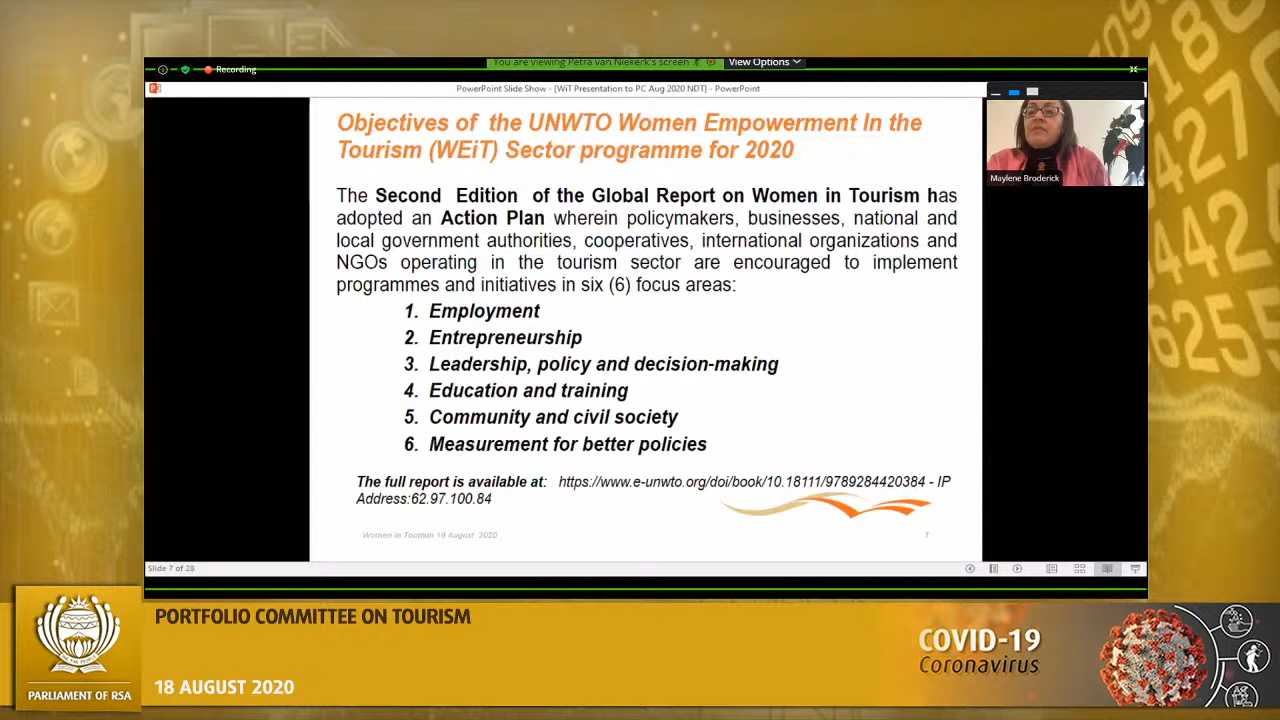 Recording
You are viewing Petra van Niekerk's screen
View Options
PowerPoint Slide Show - [WiT Presentation to PC Aug 2020 NDT] - PowerPoint
Objectives of the UNWTO Women Empowerment In the
Tourism (WEiT) Sector programme for 2020
The Second Edition of the Global Report on Women in Tourism has
adopted an Action Plan wherein policymakers, businesses, national and
local government authorities, cooperatives, international organizations and
NGOs operating in the tourism sector are encouraged to implement
programmes and initiatives in six (6) focus areas:
1. Employment
2. Entrepreneurship
3. Leadership, policy and decision-making
4. Education and training
5. Community and civil society
6. Measurement for better policies
The full report is available at: https://www.e-unwto.org/doi/book/10.18111/9789284420384 - IP
Address:62.97.100.84
Women in Tourism 18 August 2020
7
Maylene Broderick
Slide 7 of 28
PORTFOLIO COMMITTEE ON TOURISM
18 AUGUST 2020
PARLIAMENT OF RSA
COVID-19
Coronavirus